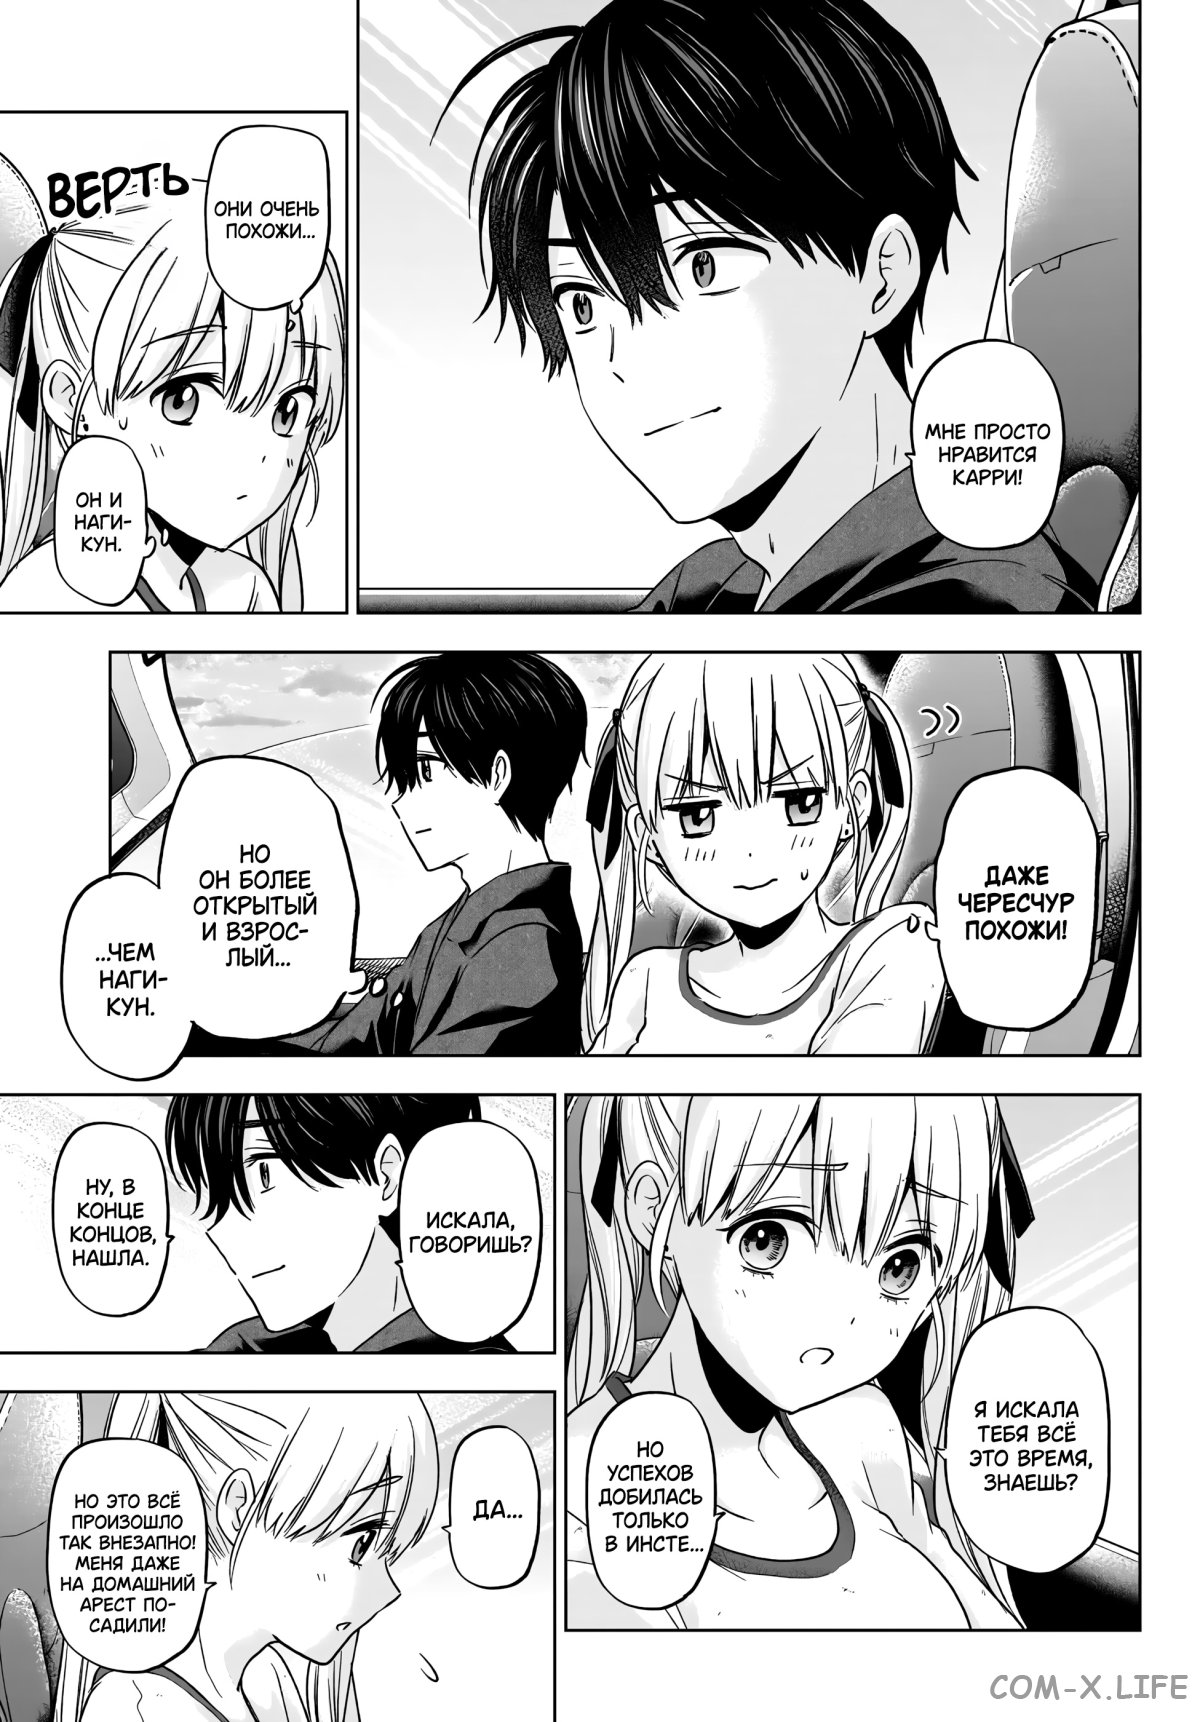 МНЕ ПРОСТО
НРАВИТСЯ
КАРРИ!
ВЕРТЬ
ОНИ ОЧЕНЬ
ПОХОЖИ...
ОН И
НАГИ-
КУН.
ДАЖЕ
ЧЕРЕСЧУР
ПОХОЖИ!
НО
ОН БОЛЕЕ
ОТКРЫТЫЙ
И ВЗРОС-
ЛЫЙ...
...ЧЕМ
НАГИ-
КУН.
Я ИСКАЛА
ТЕБЯ ВСЁ
ЭТО ВРЕМЯ,
ЗНАЕШЬ?
НО
УСПЕХОВ
ДОБИЛАСЬ
ТОЛЬКО
В ИНСТЕ...
ИСКАЛА,
ГОВОРИШЬ?
НУ, В
КОНЦЕ
КОНЦОВ,
НАШЛА.
ДА...
НО ЭТО ВСЁ
ПРОИЗОШЛО
ТАК ВНЕЗАПНО!
МЕНЯ ДАЖЕ
НА ДОМАШНИЙ
АРЕСТ ПО-
САДИЛИ!
COM-X.LIFE